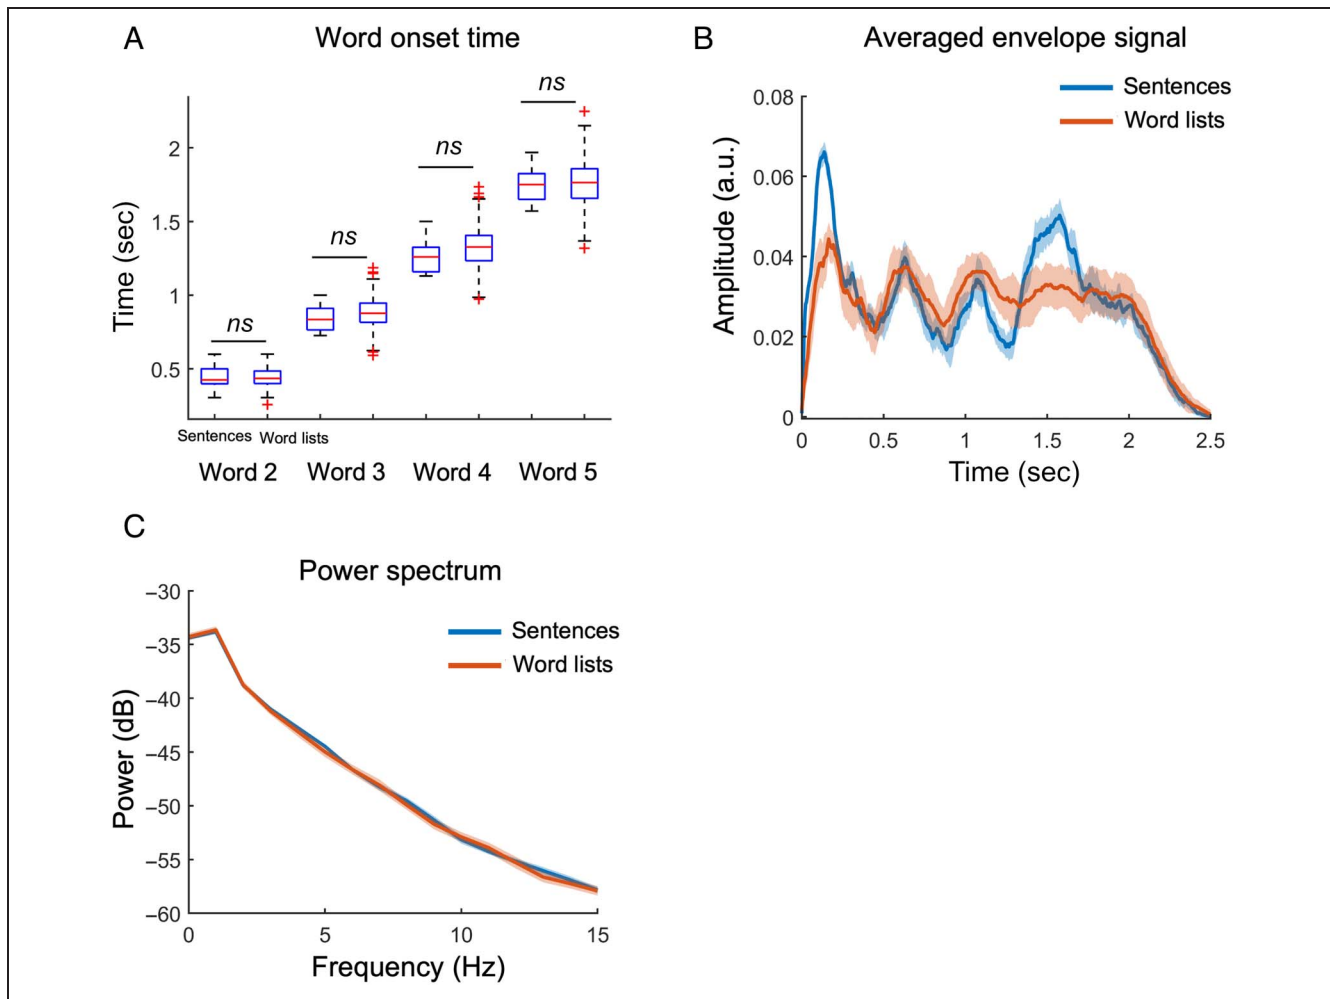 A
Word onset time
Time (sec)
2
1.5
1
0.5
ns
ns
ns
ns
Sentences Word lists
Word 2 Word 3 Word 4 Word 5
B
Averaged envelope signal
Sentences
Word lists
Amplitude (a.u.)
0.08
0.06
0.04
0.02
0
0 0.5 1 1.5 2 2.5
Time (sec)
C
Power spectrum
Sentences
Word lists
Power (dB)
−30
−35
−40
−45
−50
−55
−60
0 5 10 15
Frequency (Hz)